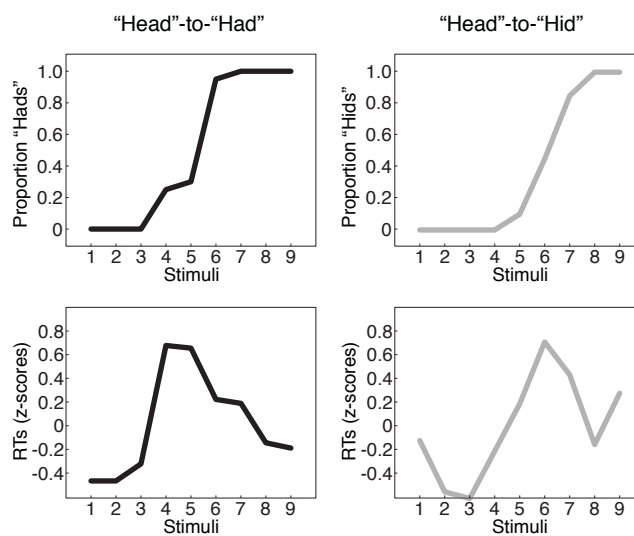 “Head”-to-“Had”
“Head”-to-“Hid”
Proportion “Hads”
1.0
0.8
0.6
0.4
0.2
0
1 2 3 4 5 6 7 8 9
Stimuli
Proportion “Hids”
1.0
0.8
0.6
0.4
0.2
0
1 2 3 4 5 6 7 8 9
Stimuli
RTs (z-scores)
0.8
0.6
0.4
0.2
0
-0.2
-0.4
1 2 3 4 5 6 7 8 9
Stimuli
RTs (z-scores)
0.8
0.6
0.4
0.2
0
-0.2
-0.4
1 2 3 4 5 6 7 8 9
Stimuli